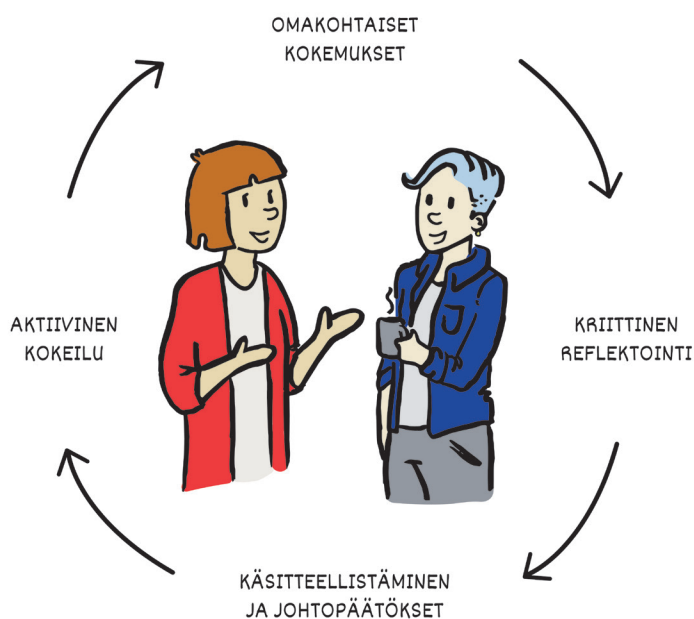 OMAKOHTAISET
KOKEMUKSET
KRIITTINEN
REFLEKTOINTI
KÄSITTEELLISTÄMINEN
JA JOHTOPÄÄTÖKSET
AKTIIVINEN
KOKEILU